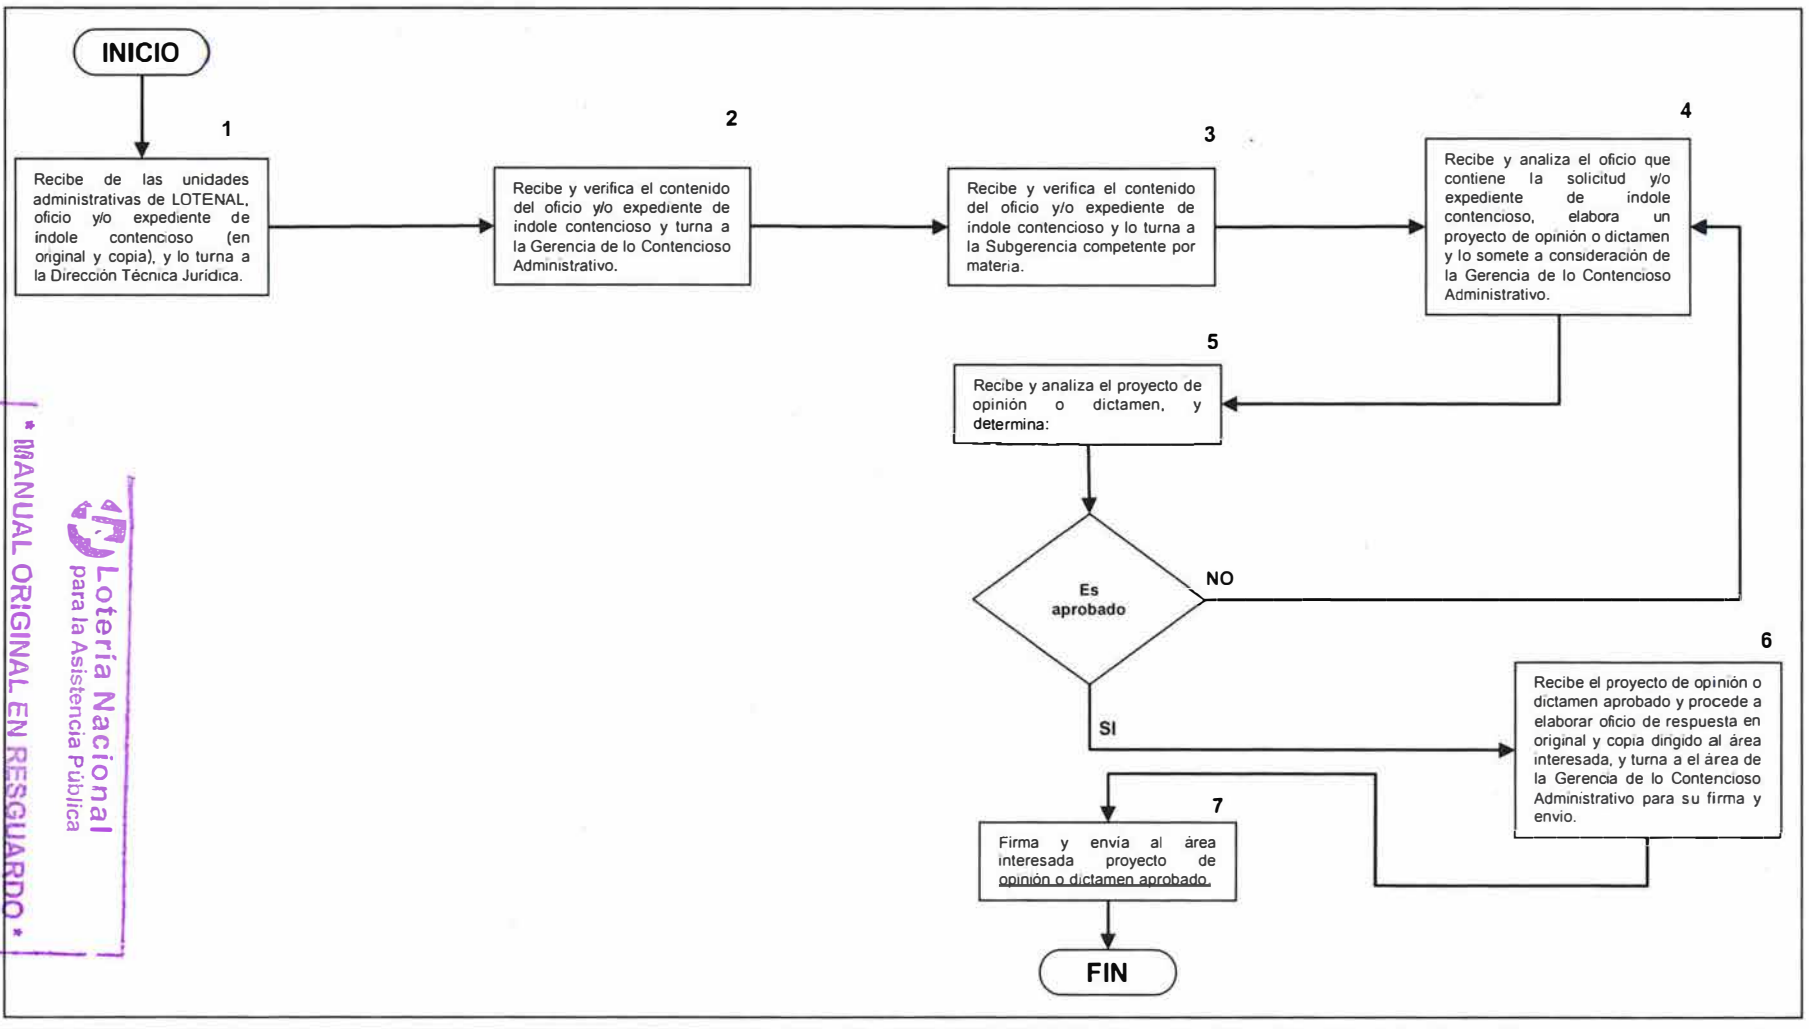 INICIO
1
Recibe de las unidades
administrativas de LOTENAL,
oficio y/o expediente de
índole contencioso (en
original y copia), y lo turna a
la Dirección Técnica Jurídica.
2
Recibe y verifica el contenido
del oficio y/o expediente de
indole contencioso y turna a
la Gerencia de lo Contencioso
Administrativo.
3
Recibe y verifica el contenido
del oficio y/o expediente de
índole contencioso y lo turna a
la Subgerencia competente por
materia.
4
Recibe y analiza el oficio que
contiene la solicitud y/o
expediente de indole
contencioso, elabora un
proyecto de opinión o dictamen
y lo somete a consideración de
la Gerencia de lo Contencioso
Administrativo.
5
Recibe y analiza el proyecto de
opinión o dictamen, y
determina:
Es
aprobado
NO
SI
6
Recibe el proyecto de opinión o
dictamen aprobado y procede a
elaborar oficio de respuesta en
original y copia dirigido al área
interesada, y turna a el área de
la Gerencia de lo Contencioso
Administrativo para su firma y
envio.
7
Firma y envía al área
interesada proyecto de
opinión o dictamen aprobado.
FIN
Lotería Nacional
para la Asistencia Pública
* MANUAL ORIGINAL EN RESGUARDO *